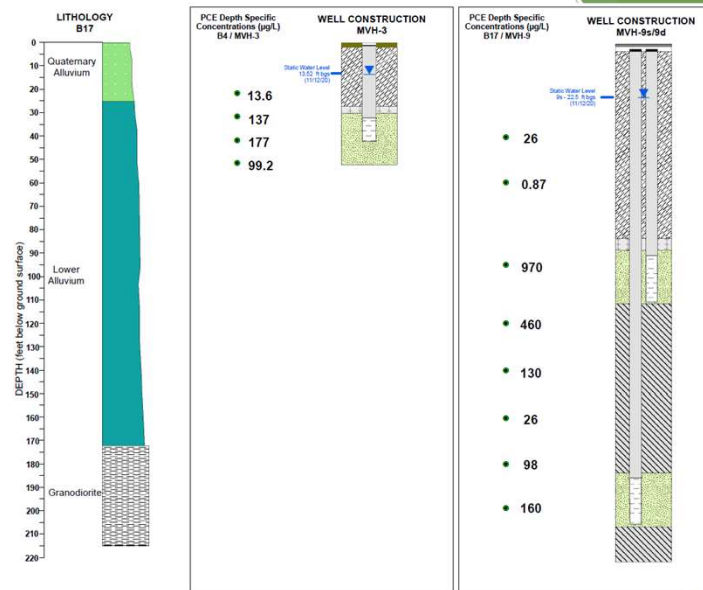 LITHOLOGY
B17
DEPTH (feet below ground surface)
0
10
20
30
40
50
60
70
80
90
100
110
120
130
140
150
160
170
180
190
200
210
220
Quaternary
Alluvium
Lower
Alluvium
Granodiorite
PCE Depth Specific
Concentrations (µg/L)
B4 / MVH-3
WELL CONSTRUCTION
MVH-3
Static Water Level
13.52 ft bgs
(11/12/20)
13.6
137
177
99.2
PCE Depth Specific
Concentrations (µg/L)
B17 / MVH-9
WELL CONSTRUCTION
MVH-9s/9d
Static Water Level
9s - 22.5 ft bgs
(11/12/20)
26
0.87
970
460
130
26
98
160